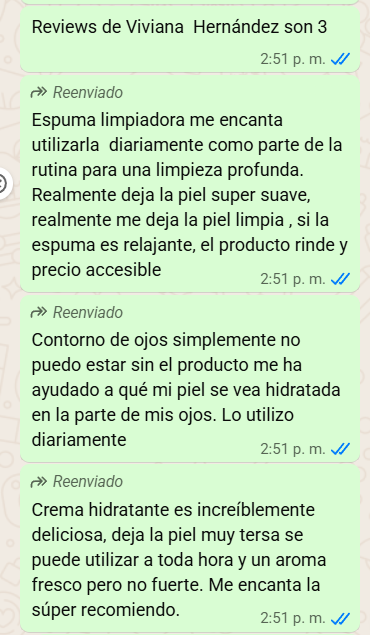 Reviews de Viviana Hernández son 3
2:51 p. m.
Reenviado
Espuma limpiadora me encanta
utilizarla diariamente como parte de la
rutina para una limpieza profunda.
Realmente deja la piel super suave,
realmente me deja la piel limpia , si la
espuma es relajante, el producto rinde y
precio accesible
2:51 p. m.
Reenviado
Contorno de ojos simplemente no
puedo estar sin el producto me ha
ayudado a qué mi piel se vea hidratada
en la parte de mis ojos. Lo utilizo
diariamente
2:51 p. m.
Reenviado
Crema hidratante es increíblemente
deliciosa, deja la piel muy tersa se
puede utilizar a toda hora y un aroma
fresco pero no fuerte. Me encanta la
súper recomiendo.
2:51 p. m.